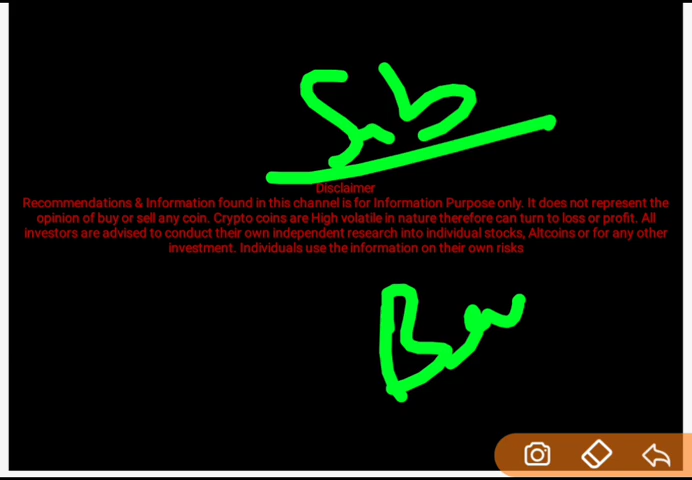 Disclaimer
Recommendations & Information found in this channel is for Information Purpose only. It does not represent the
opinion of buy or sell any coin. Crypto coins are High volatile in nature therefore can turn to loss or profit. All
investors are advised to conduct their own independent research into individual stocks, Altcoins or for any other
investment. Individuals use the information on their own risks